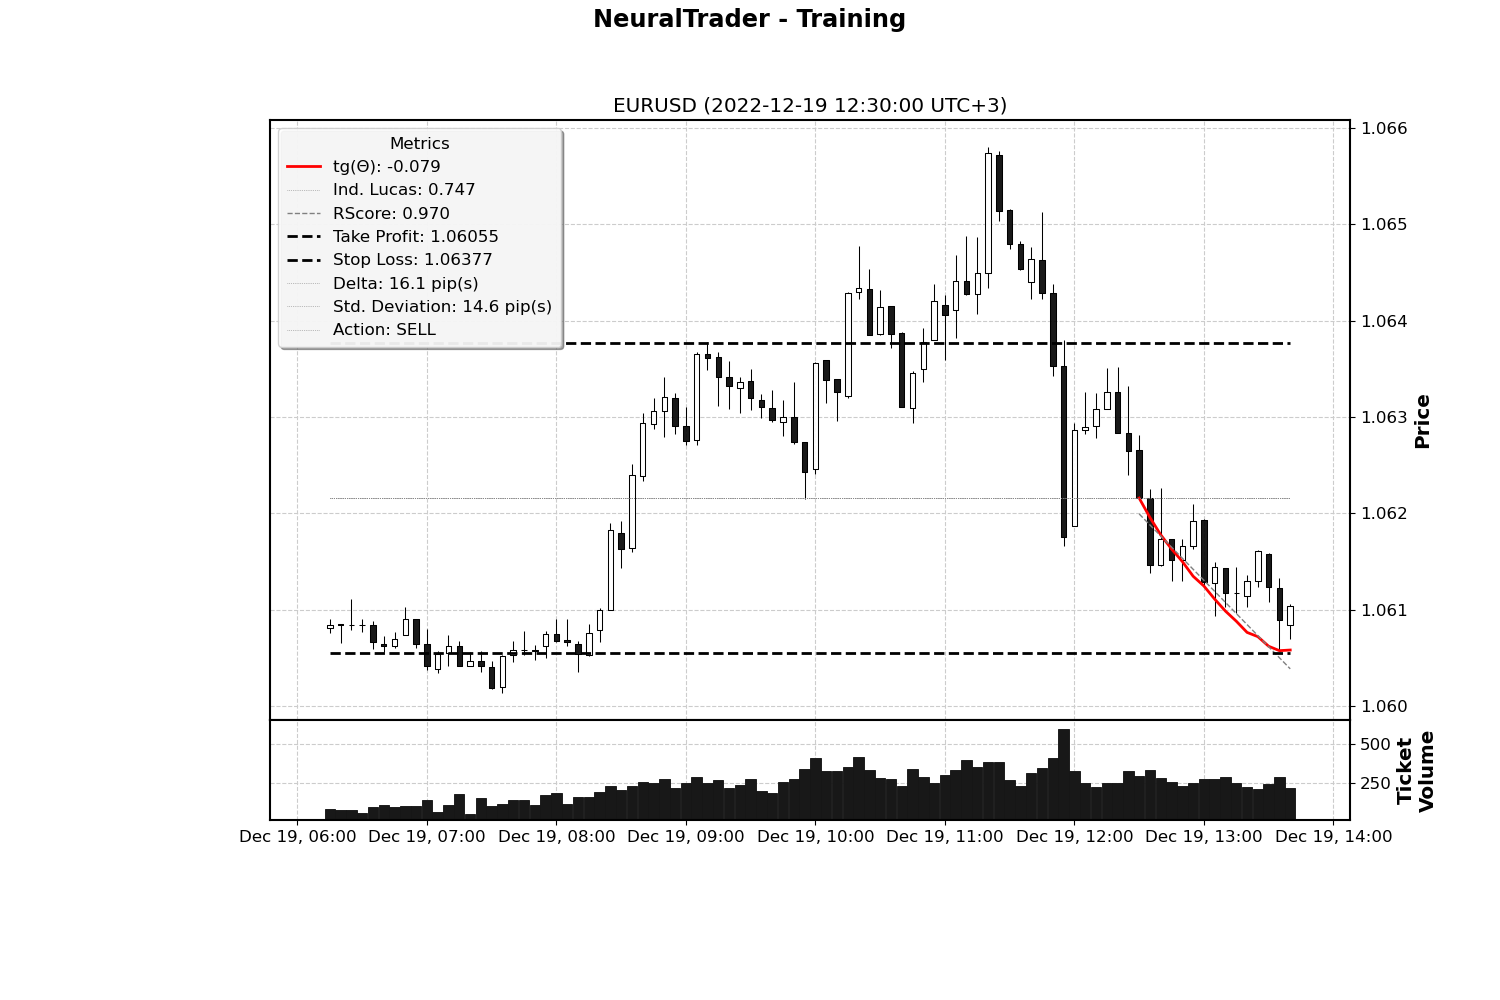 NeuralTrader - Training
EURUSD (2022-12-19 12:30:00 UTC+3)
Metrics
tg(Θ): -0.079
Ind. Lucas: 0.747
RScore: 0.970
Take Profit: 1.06055
Stop Loss: 1.06377
Delta: 16.1 pip(s)
Std. Deviation: 14.6 pip(s)
Action: SELL
1.066
1.065
1.064
1.063
1.062
1.061
1.060
Price
500
250
Ticket
Volume
Dec 19, 06:00
Dec 19, 07:00
Dec 19, 08:00
Dec 19, 09:00
Dec 19, 10:00
Dec 19, 11:00
Dec 19, 12:00
Dec 19, 13:00
Dec 19, 14:00